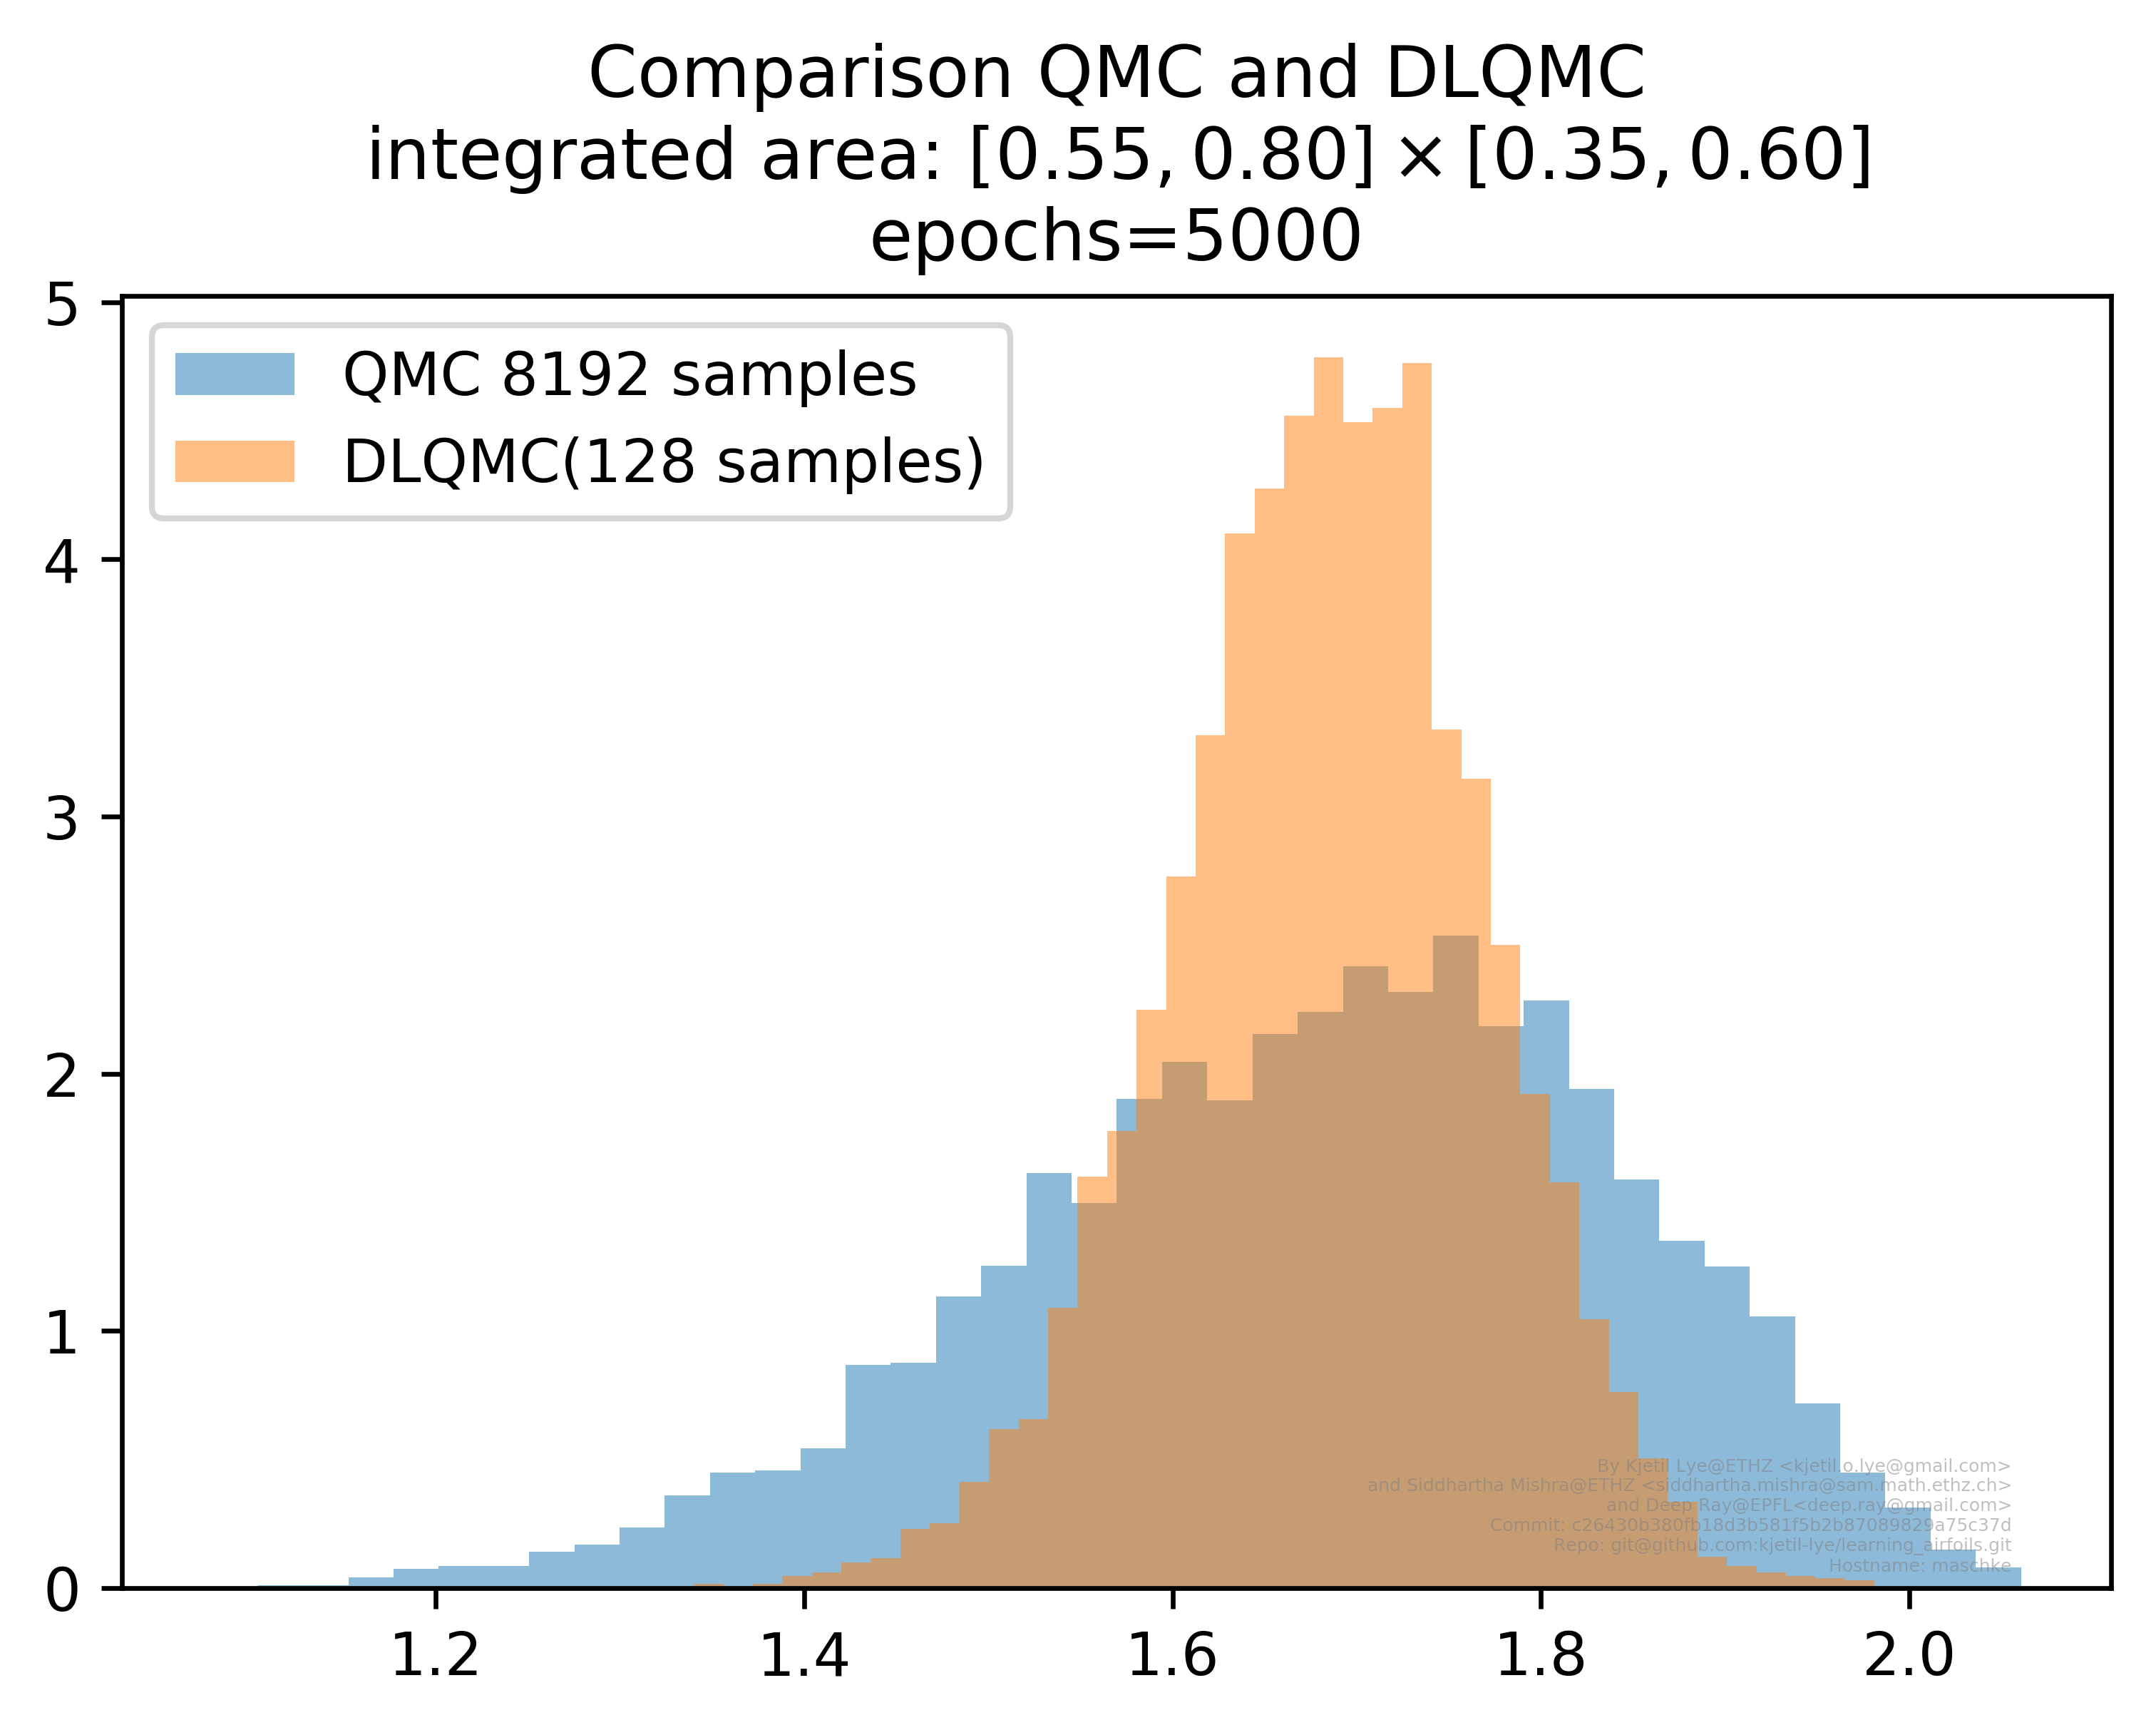 Comparison QMC and DLQMC
integrated area: [0.55, 0.80] × [0.35, 0.60]
epochs=5000
QMC 8192 samples
DLQMC(128 samples)
5
4
3
2
1
0
1.2 1.4 1.6 1.8 2.0
By Kjetil Lye@ETHZ <kjetil.o.lye@gmail.com>
and Siddhartha Mishra@ETHZ <siddhartha.mishra@sam.math.ethz.ch>
and Deep Ray@EPFL<deep.ray@gmail.com>
Commit: c26430b380fb18d3b581f5b2b87089829a75c37d
Repo: git@github.com:kjetil-lye/learning_airfoils.git
Hostname: maschke